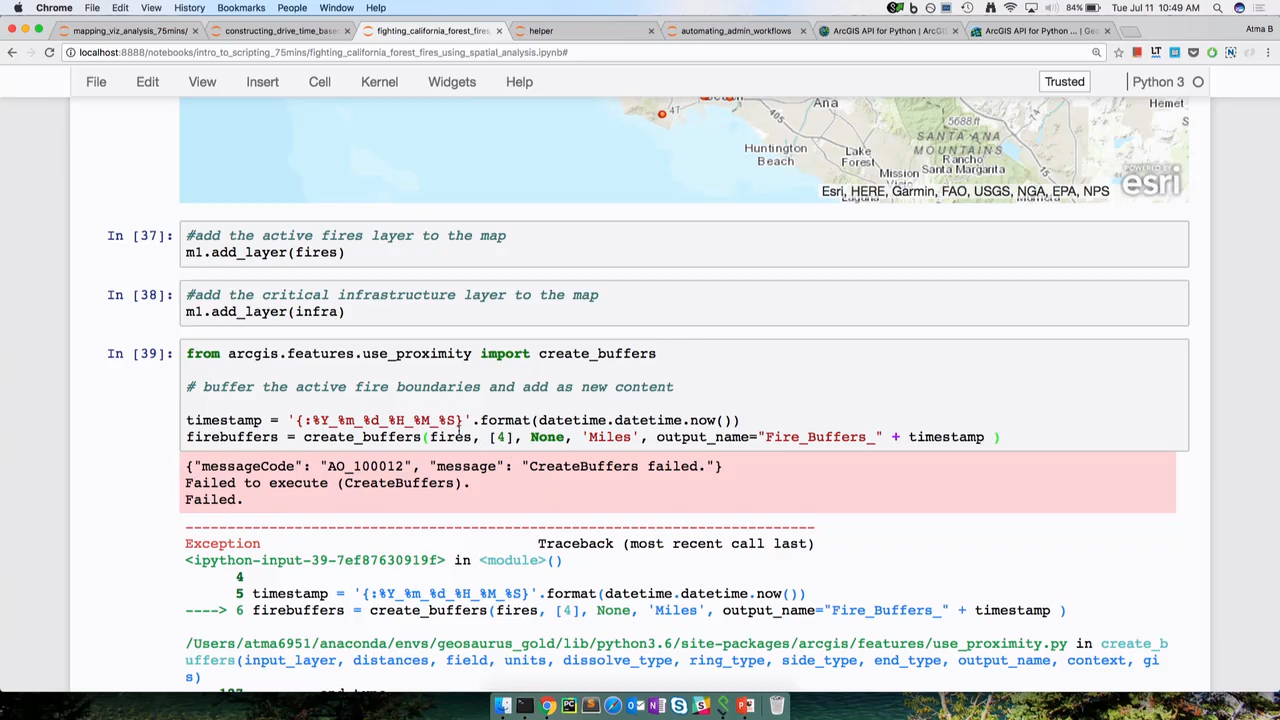 Chrome File Edit View History Bookmarks People Window Help 84% Tue Jul 11 10:49 AM
mapping_viz_analysis_75mins/ constructing_drive_time_base fighting_california_forest_fires helper automating_admin_workflows ArcGIS API for Python | ArcGI ArcGIS API for Python ... | Geo Atma B
localhost:8888/notebooks/intro_to_scripting_75mins/fighting_california_forest_fires_using_spatial_analysis.ipynb#
File Edit View Insert Cell Kernel Widgets Help Trusted Python 3
Ana Hemet
47
405
5688 ft
SANTA ANA
MOUNTAINS
Huntington
Beach
Lake
Forest
Rancho
Santa Margarita
Mission
POWERED BY
esri
Esri, HERE, Garmin, FAO, USGS, NGA, EPA, NPS
In [37]: #add the active fires layer to the map
m1.add_layer(fires)
In [38]: #add the critical infrastructure layer to the map
m1.add_layer(infra)
In [39]: from arcgis.features.use_proximity import create_buffers
# buffer the active fire boundaries and add as new content
timestamp = '{:%Y_%m_%d_%H_%M_%S}'.format(datetime.datetime.now())
firebuffers = create_buffers(fires, [4], None, 'Miles', output_name="Fire_Buffers_" + timestamp )
{"messageCode": "AO_100012", "message": "CreateBuffers failed."}
Failed to execute (CreateBuffers).
Failed.
---------------------------------------------------------------------------
Exception Traceback (most recent call last)
<ipython-input-39-7ef87630919f> in <module>()
4
5 timestamp = '{:%Y_%m_%d_%H_%M_%S}'.format(datetime.datetime.now())
----> 6 firebuffers = create_buffers(fires, [4], None, 'Miles', output_name="Fire_Buffers_" + timestamp )
/Users/atma6951/anaconda/envs/geosaurus_gold/lib/python3.6/site-packages/arcgis/features/use_proximity.py in create_b
uffers(input_layer, distances, field, units, dissolve_type, ring_type, side_type, end_type, output_name, context, gi
s)